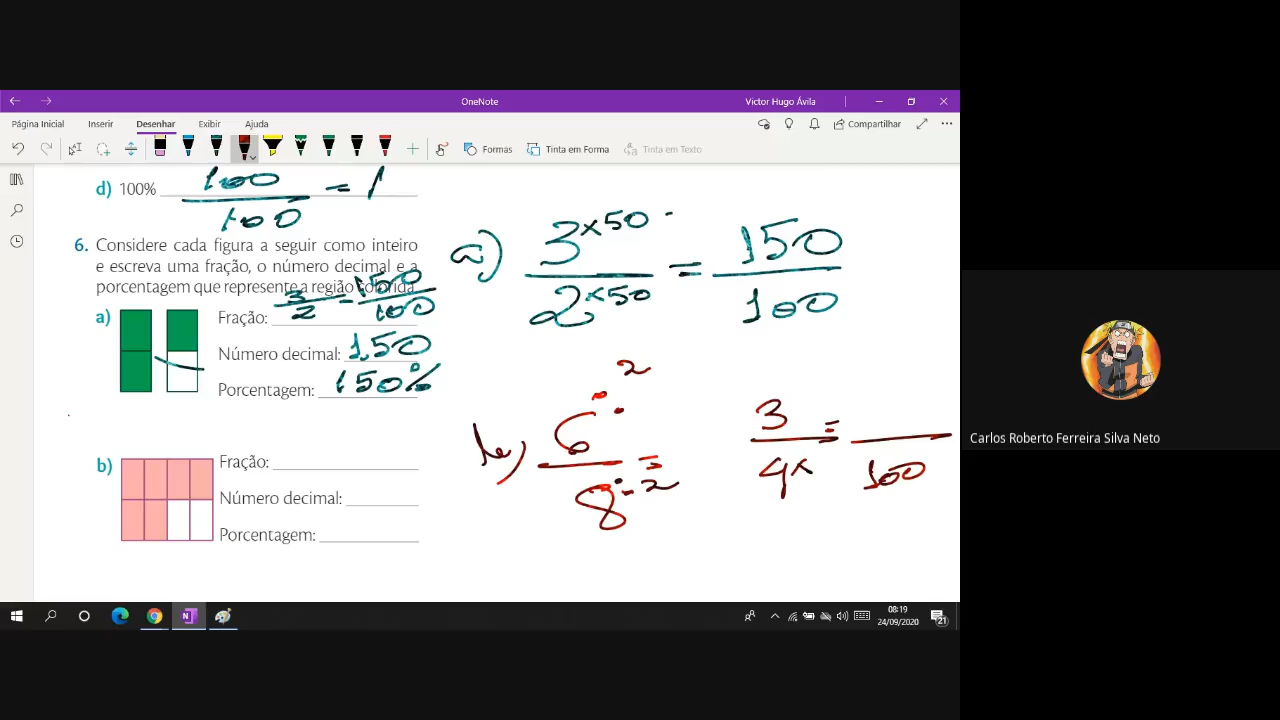 OneNote
Victor Hugo Ávila
Página Inicial Inserir Desenhar Exibir Ajuda
Compartilhar
Formas Tinta em Forma Tinta em Texto
d) 100% 100/100 = 1
6. Considere cada figura a seguir como inteiro
e escreva uma fração, o número decimal e a
porcentagem que represente a região colorida.
a) Fração: 3/2 = 150/100
Número decimal: 1,50
Porcentagem: 150%
b) Fração:
Número decimal:
Porcentagem:
a) 3×50 / 2×50 = 150/100
b) 6:2 / 8:2 = 3 / 4× = /100
Carlos Roberto Ferreira Silva Neto
08:19
24/09/2020
21